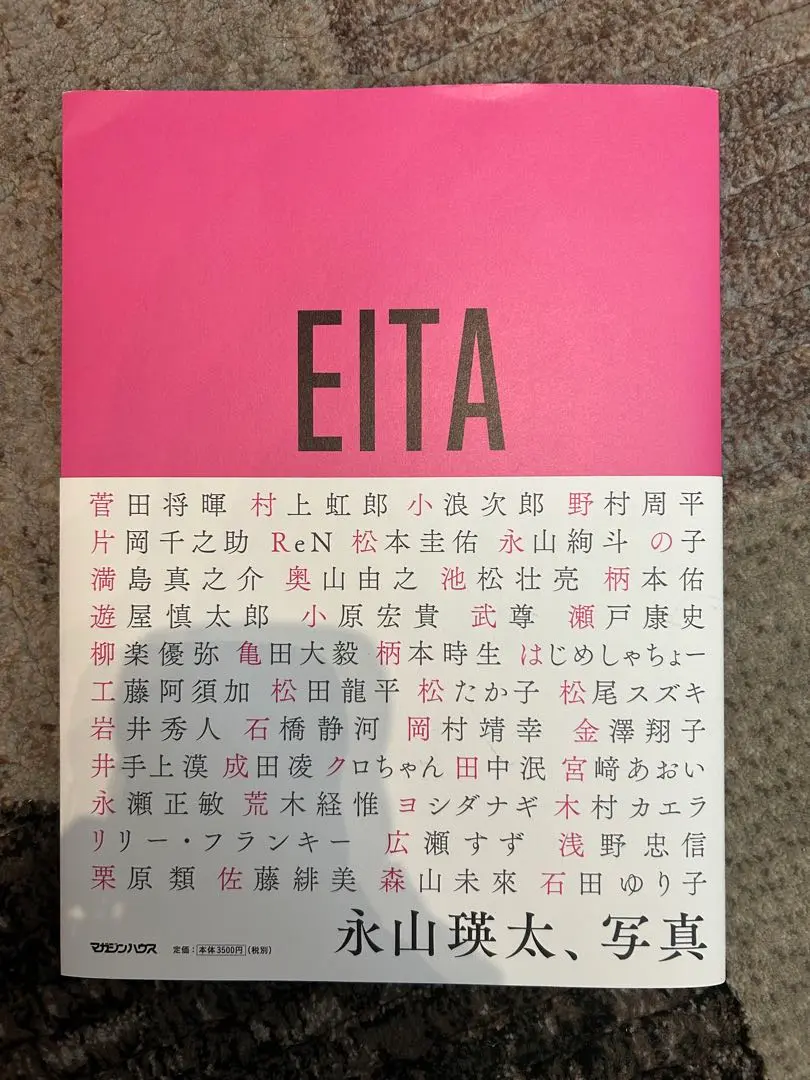 EITA
菅田将暉 村上虹郎 小浪次郎 野村周平
片岡千之助 ReN 松本圭佑 永山絢斗 の子
満島真之介 奥山由之 池松壮亮 柄本佑
遊屋慎太郎 小原宏貴 武尊 瀬戸康史
柳楽優弥 亀田大毅 柄本時生 はじめしゃちょー
工藤阿須加 松田龍平 松たか子 松尾スズキ
岩井秀人 石橋静河 岡村靖幸 金澤翔子
井手上漠 成田凌 クロちゃん 田中泯 宮﨑あおい
永瀬正敏 荒木経惟 ヨシダナギ 木村カエラ
リリー・フランキー 広瀬すず 浅野忠信
栗原類 佐藤緋美 森山未來 石田ゆり子
永山瑛太、写真
マガジンハウス 定価：本体3500円(税別)